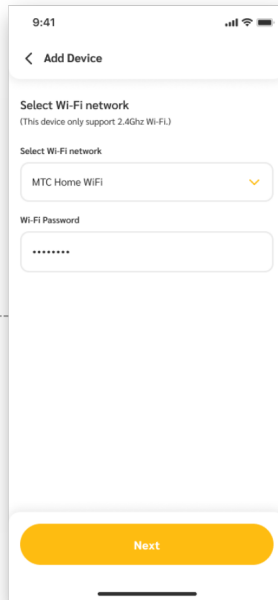 9:41
Add Device
Select Wi-Fi network
(This device only support 2.4Ghz Wi-Fi.)
Select Wi-Fi network
MTC Home WiFi
Wi-Fi Password
••••••••
Next